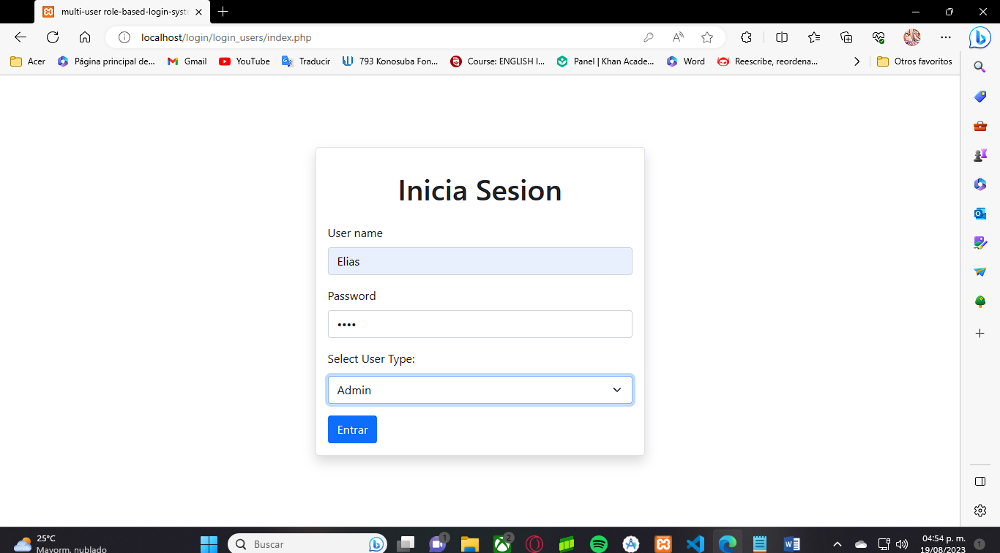 multi-user role-based-login-syste
localhost/login/login_users/index.php
Acer
Página principal de...
Gmail
YouTube
Traducir
793 Konosuba Fon...
Course: ENGLISH I...
Panel | Khan Acade...
Word
Reescribe, reordena...
Otros favoritos
Inicia Sesion
User name
Elias
Password
••••
Select User Type:
Admin
Entrar
25°C
Mayorm. nublado
Buscar
1
2
04:54 p. m.
19/08/2023
1